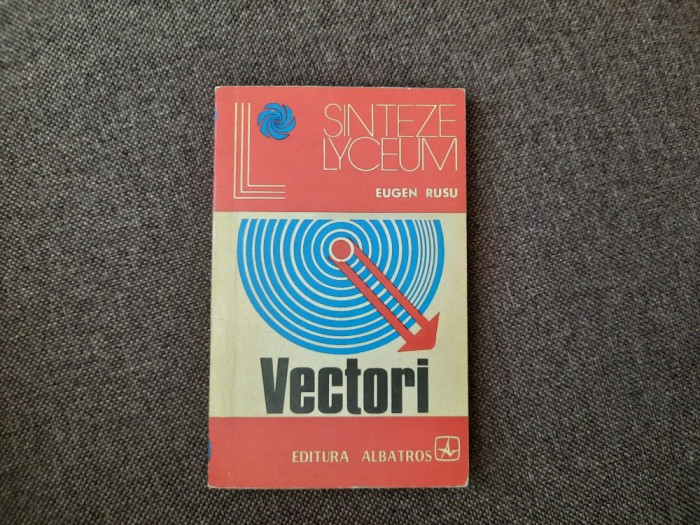 SINTEZE
LYCEUM
EUGEN RUSU
Vectori
EDITURA ALBATROS